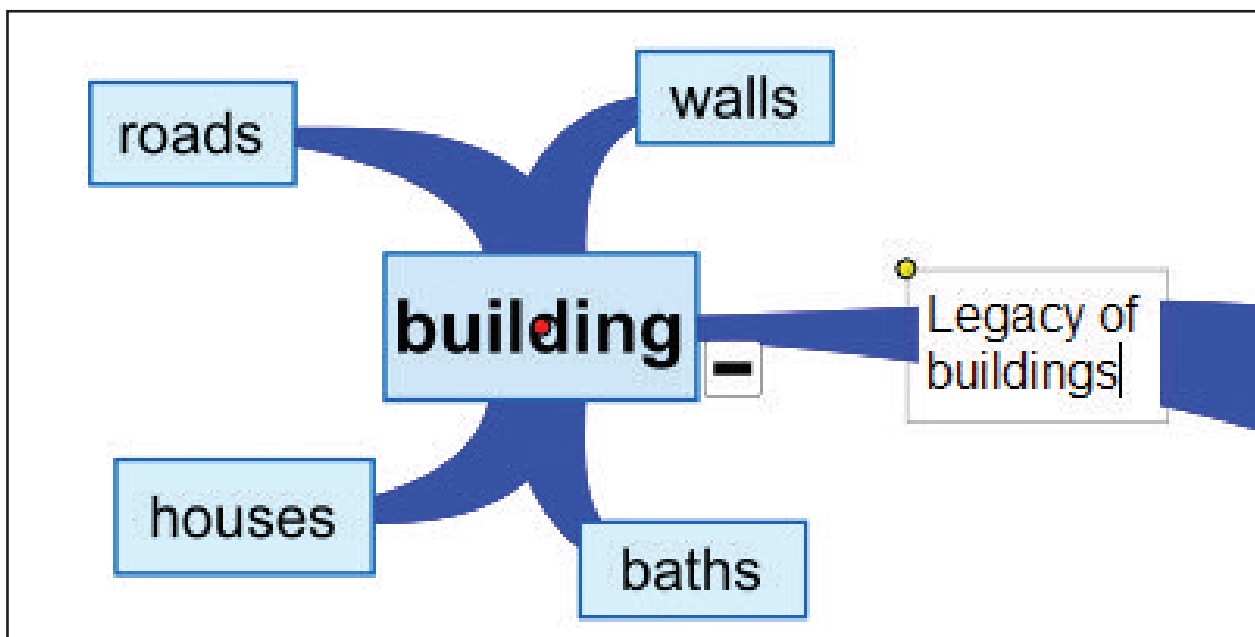 walls
roads
building
Legacy of
buildings
houses
baths